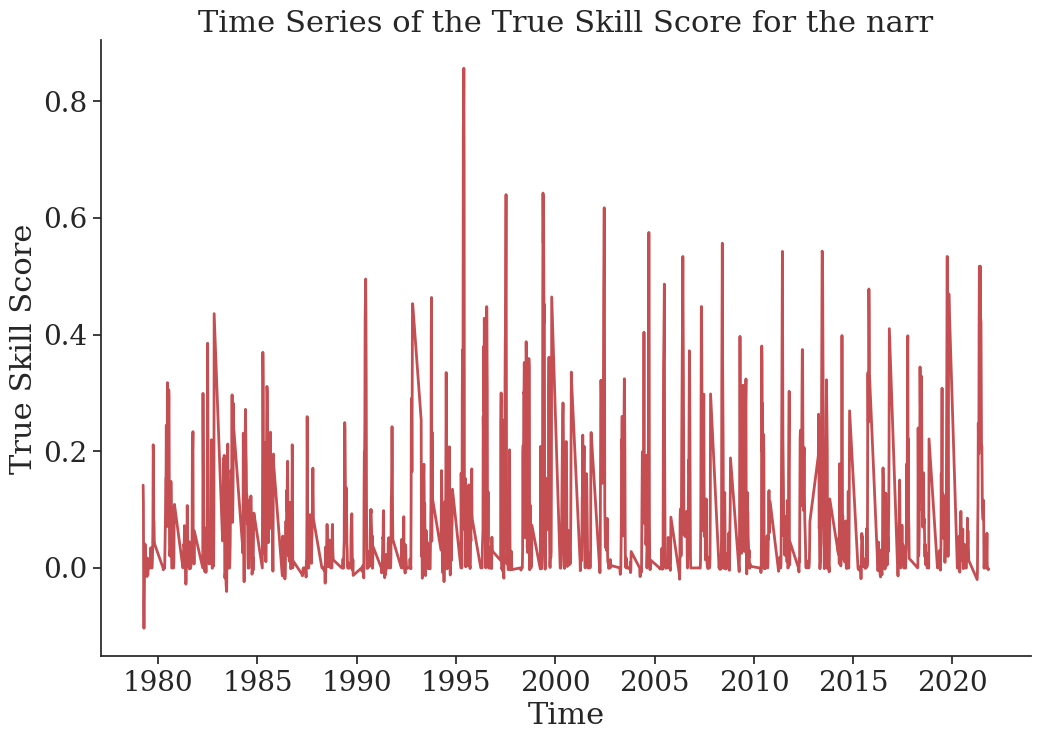 Time Series of the True Skill Score for the narr
True Skill Score
0.8
0.6
0.4
0.2
0.0
1980 1985 1990 1995 2000 2005 2010 2015 2020
Time